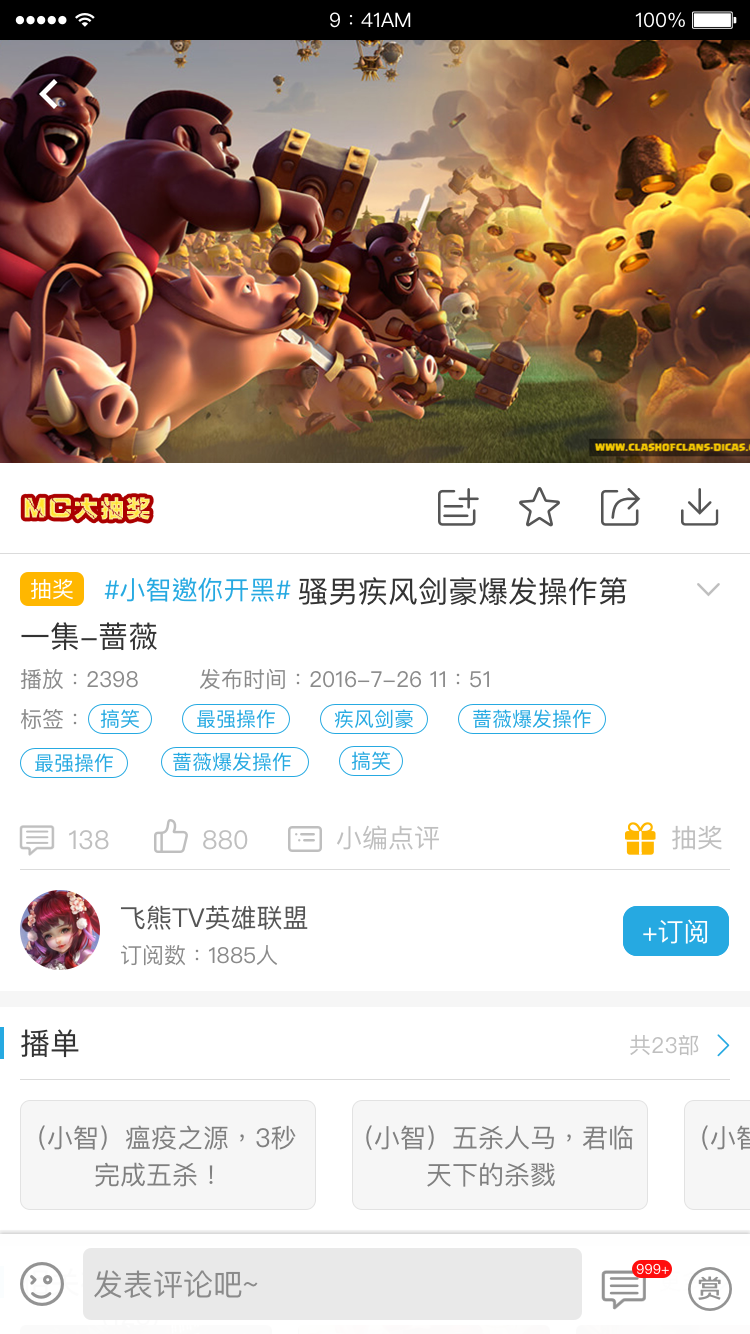 9：41AM
100%
WWW.CLASHOFCLANS-DICAS.
MC大抽奖
抽奖 #小智邀你开黑# 骚男疾风剑豪爆发操作第
一集–蔷薇
播放：2398 发布时间：2016–7–26 11：51
标签： 搞笑 最强操作 疾风剑豪 蔷薇爆发操作
最强操作 蔷薇爆发操作 搞笑
138 880 小编点评 抽奖
飞熊TV英雄联盟
订阅数：1885人
+订阅
播单 共23部
（小智）瘟疫之源，3秒
完成五杀！
（小智）五杀人马，君临
天下的杀戮
（小智
发表评论吧~
999+
赏